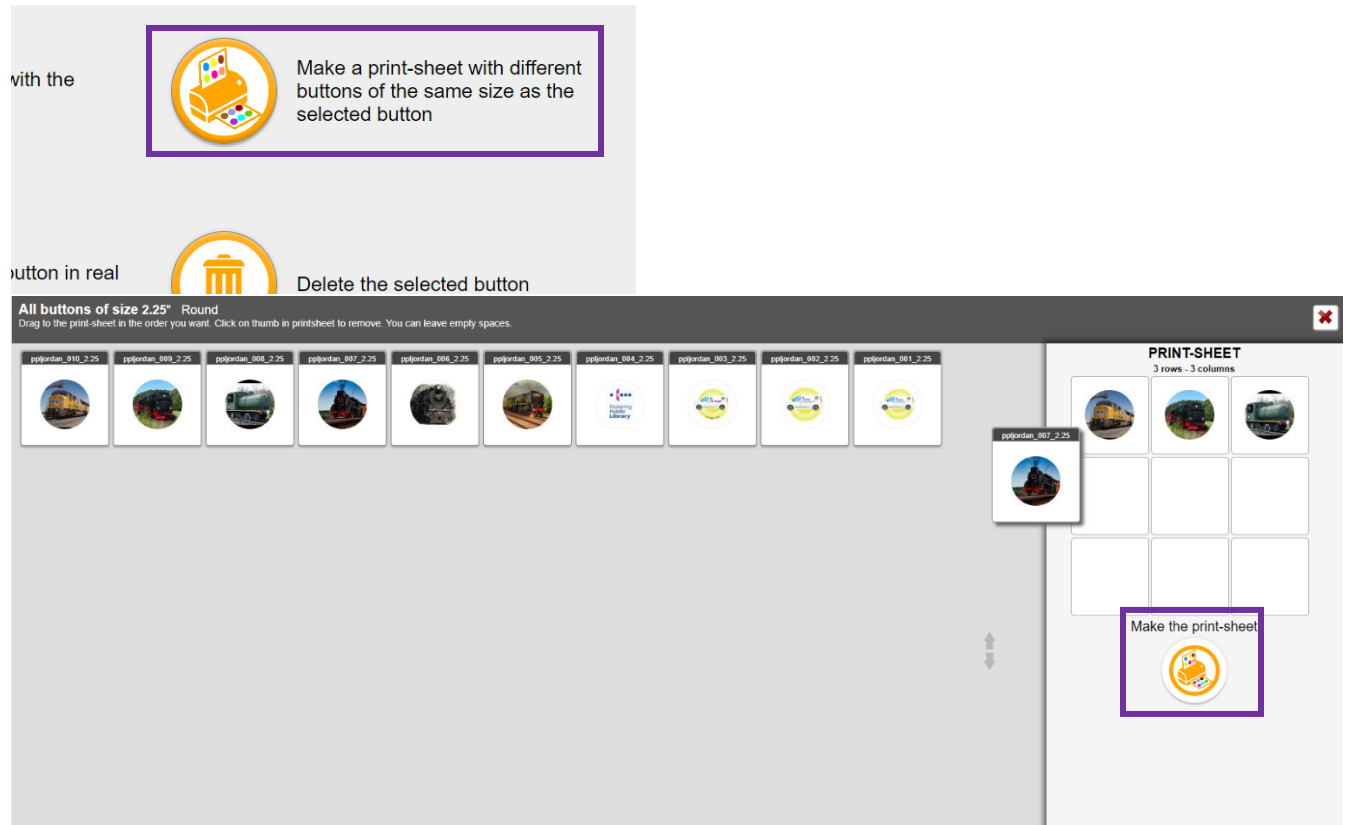 with the
Make a print-sheet with different
buttons of the same size as the
selected button
button in real
Delete the selected button
All buttons of size 2.25" Round
Drag to the print-sheet in the order you want. Click on thumb in printsheet to remove. You can leave empty spaces.
ppljordan_010_2.25 ppljordan_009_2.25 ppljordan_008_2.25 ppljordan_007_2.25 ppljordan_006_2.25 ppljordan_005_2.25 ppljordan_004_2.25 ppljordan_003_2.25 ppljordan_002_2.25 ppljordan_001_2.25
Pickering
Public
Library
PRINT-SHEET
3 rows - 3 columns
ppljordan_007_2.25
Make the print-sheet